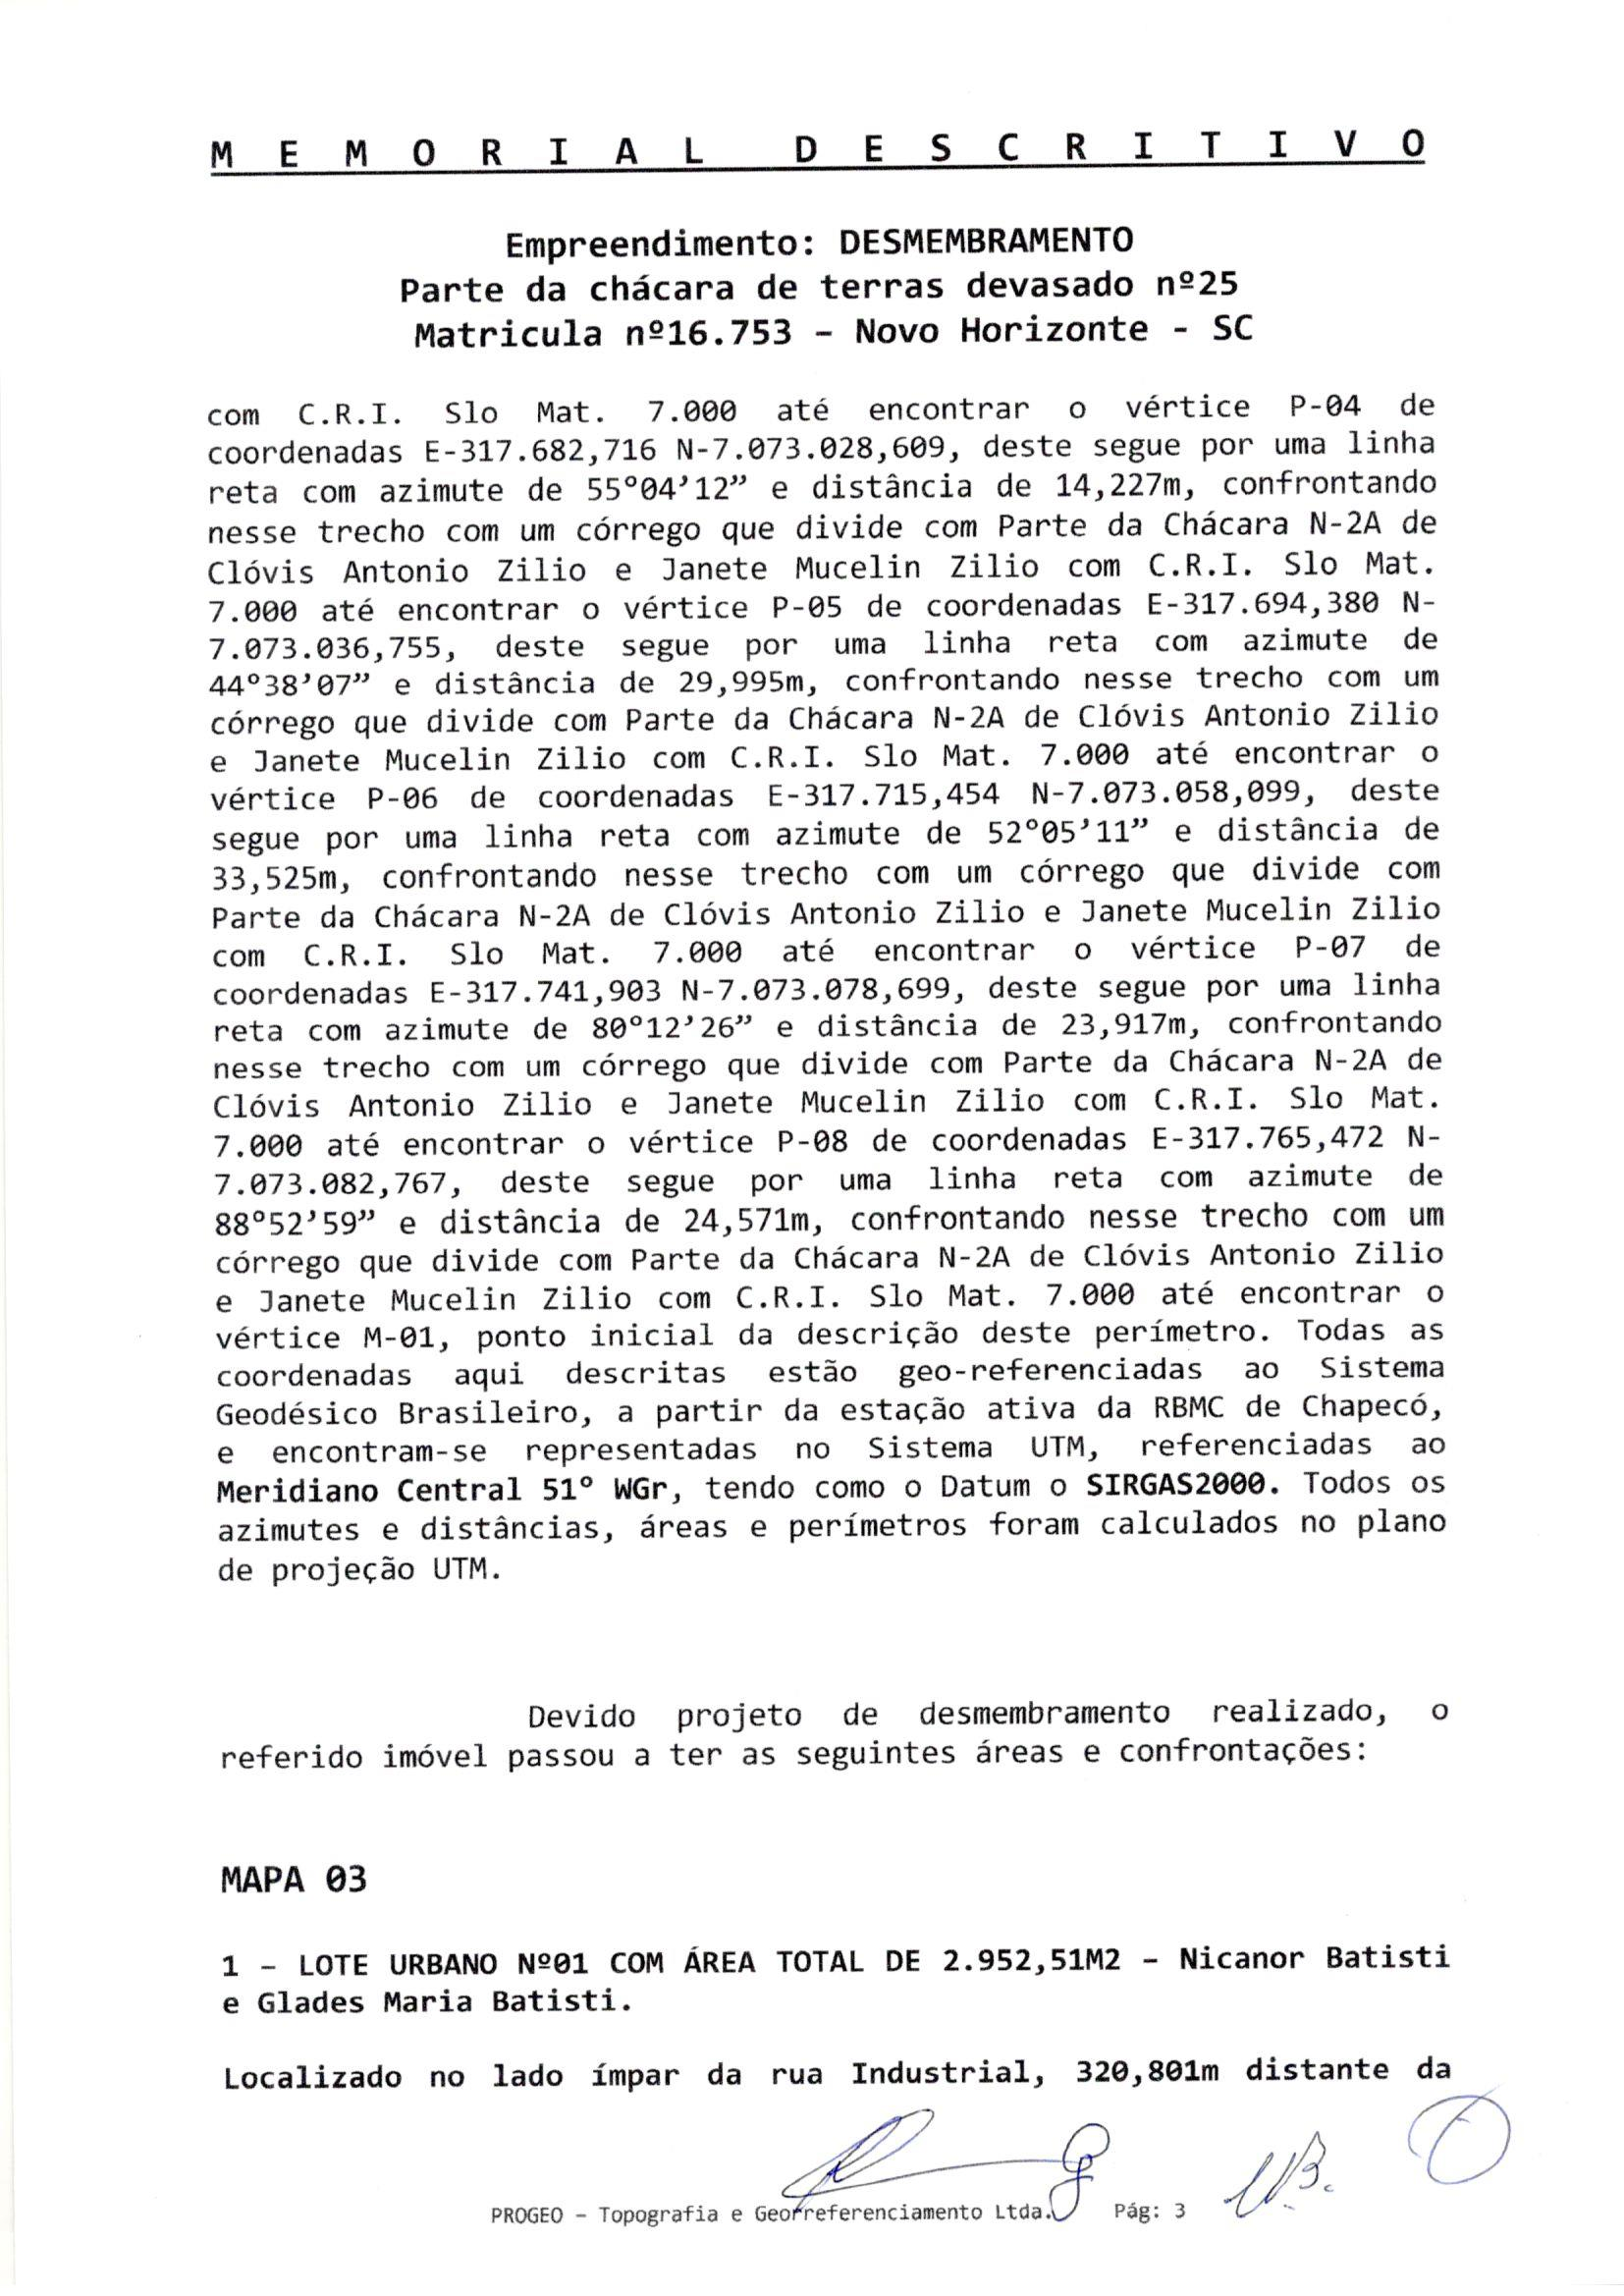 MEMORIAL DESCRITIVO
Empreendimento: DESMEMBRAMENTO
Parte da chácara de terras devasado nº25
Matricula nº16.753 – Novo Horizonte - SC
com C.R.I. Slo Mat. 7.000 até encontrar o vértice P-04 de
coordenadas E-317.682,716 N-7.073.028,609, deste segue por uma linha
reta com azimute de 55°04’12” e distância de 14,227m, confrontando
nesse trecho com um córrego que divide com Parte da Chácara N-2A de
Clóvis Antonio Zilio e Janete Mucelin Zilio com C.R.I. Slo Mat.
7.000 até encontrar o vértice P-05 de coordenadas E-317.694,380 N-
7.073.036,755, deste segue por uma linha reta com azimute de
44°38’07” e distância de 29,995m, confrontando nesse trecho com um
córrego que divide com Parte da Chácara N-2A de Clóvis Antonio Zilio
e Janete Mucelin Zilio com C.R.I. Slo Mat. 7.000 até encontrar o
vértice P-06 de coordenadas E-317.715,454 N-7.073.058,099, deste
segue por uma linha reta com azimute de 52°05’11” e distância de
33,525m, confrontando nesse trecho com um córrego que divide com
Parte da Chácara N-2A de Clóvis Antonio Zilio e Janete Mucelin Zilio
com C.R.I. Slo Mat. 7.000 até encontrar o vértice P-07 de
coordenadas E-317.741,903 N-7.073.078,699, deste segue por uma linha
reta com azimute de 80°12’26” e distância de 23,917m, confrontando
nesse trecho com um córrego que divide com Parte da Chácara N-2A de
Clóvis Antonio Zilio e Janete Mucelin Zilio com C.R.I. Slo Mat.
7.000 até encontrar o vértice P-08 de coordenadas E-317.765,472 N-
7.073.082,767, deste segue por uma linha reta com azimute de
88°52’59” e distância de 24,571m, confrontando nesse trecho com um
córrego que divide com Parte da Chácara N-2A de Clóvis Antonio Zilio
e Janete Mucelin Zilio com C.R.I. Slo Mat. 7.000 até encontrar o
vértice M-01, ponto inicial da descrição deste perímetro. Todas as
coordenadas aqui descritas estão geo-referenciadas ao Sistema
Geodésico Brasileiro, a partir da estação ativa da RBMC de Chapecó,
e encontram-se representadas no Sistema UTM, referenciadas ao
Meridiano Central 51° WGr, tendo como o Datum o SIRGAS2000. Todos os
azimutes e distâncias, áreas e perímetros foram calculados no plano
de projeção UTM.
Devido projeto de desmembramento realizado, o
referido imóvel passou a ter as seguintes áreas e confrontações:
MAPA 03
1 – LOTE URBANO Nº01 COM ÁREA TOTAL DE 2.952,51M2 – Nicanor Batisti
e Glades Maria Batisti.
Localizado no lado ímpar da rua Industrial, 320,801m distante da
PROGEO – Topografia e Georreferenciamento Ltda. Pág: 3